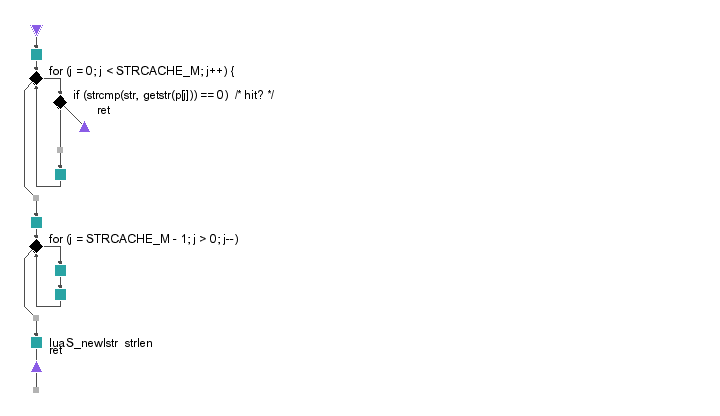 for (j = 0; j < STRCACHE_M; j++) {
if (strcmp(str, getstr(p[j])) == 0)  /* hit? */
ret
for (j = STRCACHE_M - 1; j > 0; j--)
luaS_newlstr  strlen
ret